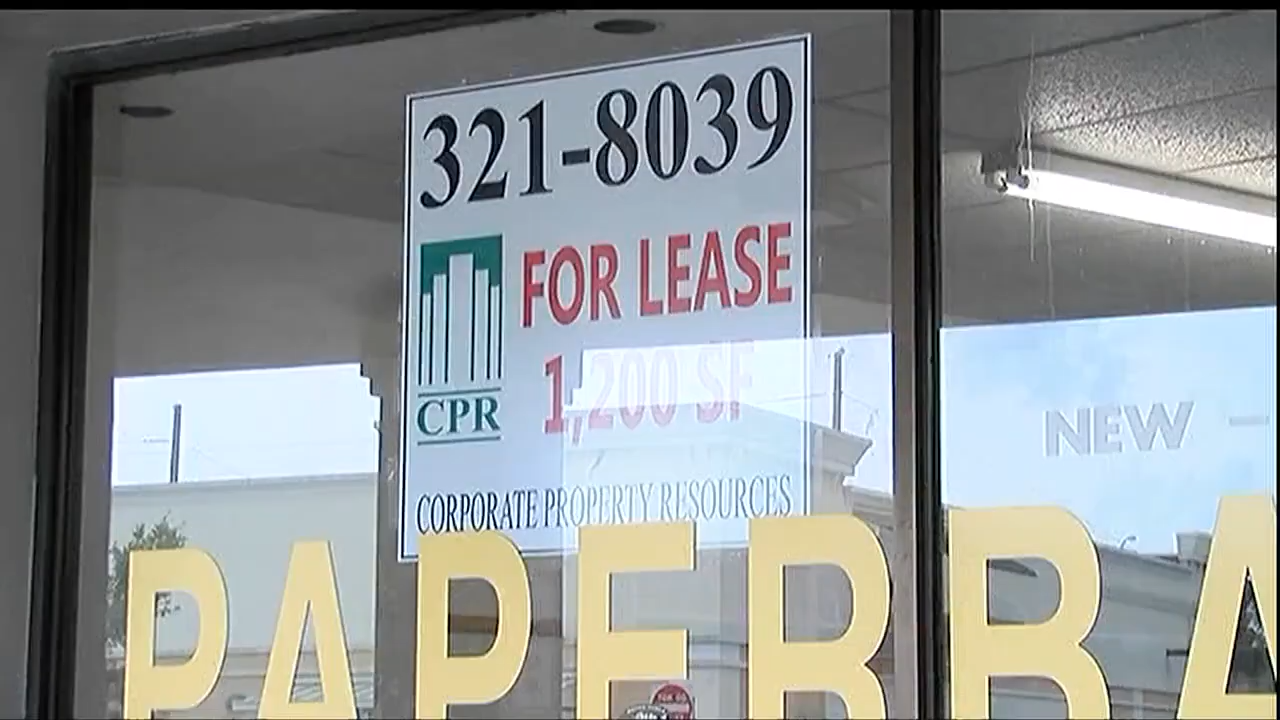 321-8039
FOR LEASE
1,200 SF
CPR
CORPORATE PROPERTY RESOURCES
NEW
PAPERBA